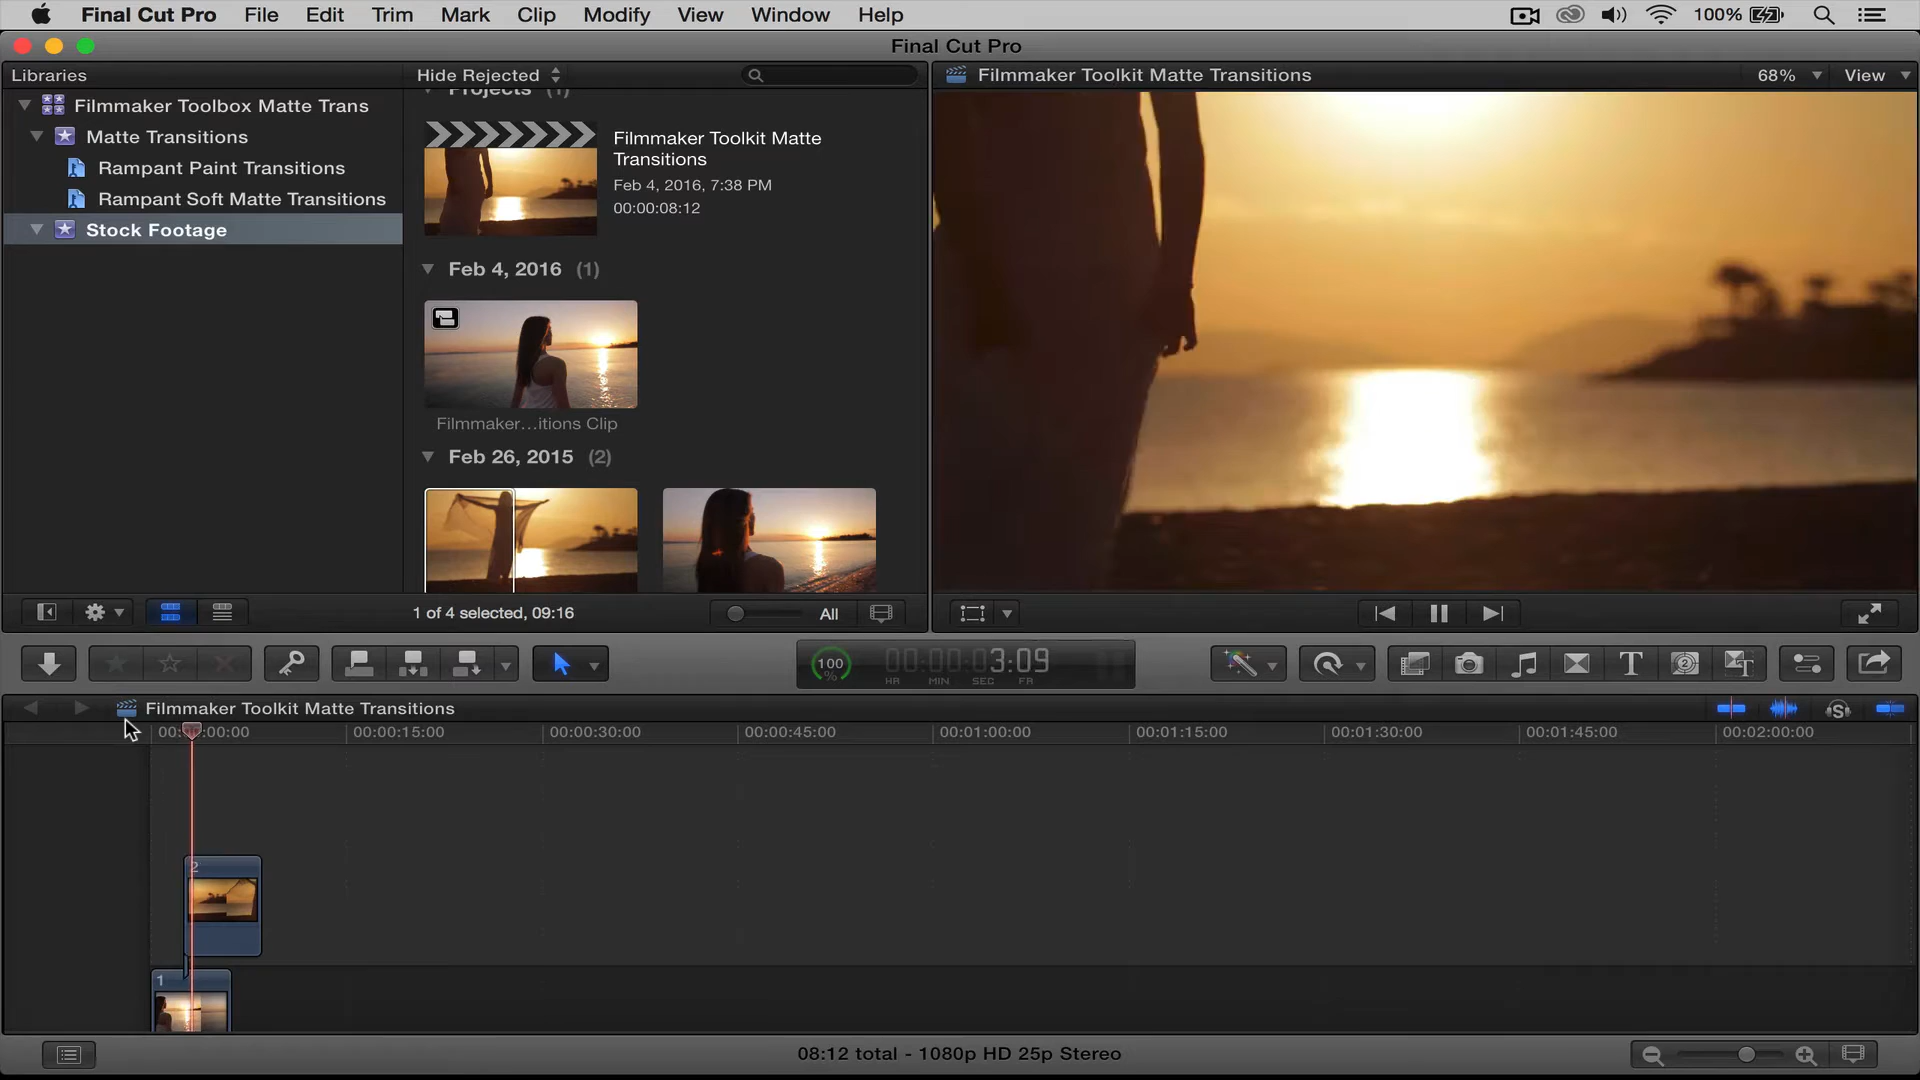 Final Cut Pro File Edit Trim Mark Clip Modify View Window Help 100%
Final Cut Pro
Libraries
Filmmaker Toolbox Matte Trans
Matte Transitions
Rampant Paint Transitions
Rampant Soft Matte Transitions
Stock Footage
Hide Rejected
Projects (1)
Filmmaker Toolkit Matte
Transitions
Feb 4, 2016, 7:38 PM
00:00:08:12
Feb 4, 2016 (1)
Filmmaker…itions Clip
Feb 26, 2015 (2)
1 of 4 selected, 09:16 All
Filmmaker Toolkit Matte Transitions 68% View
100 % 00:00:03:09
HR MIN SEC FR
Filmmaker Toolkit Matte Transitions
00:00:15:00 00:00:30:00 00:00:45:00 00:01:00:00 00:01:15:00 00:01:30:00 00:01:45:00 00:02:00:00
2
1
08:12 total - 1080p HD 25p Stereo